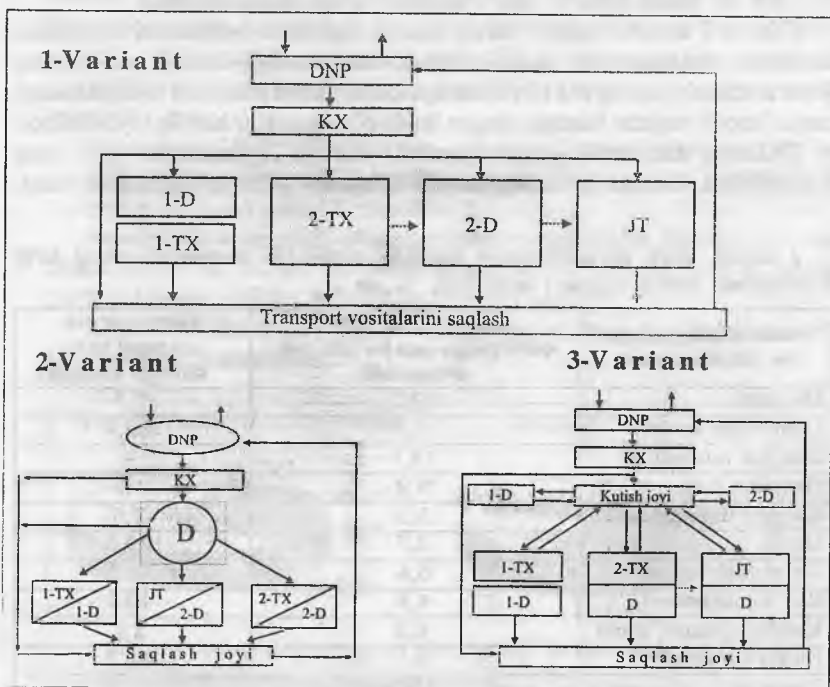 1-Variant
DNP
KX
1-D
1-TX
2-TX
2-D
JT
Transport vositalarini saqlash
2-Variant
DNP
KX
D
1-TX
1-D
JT
2-D
2-TX
2-D
Saqlash joyi
3-Variant
DNP
KX
1-D
Kutish joyi
2-D
1-TX
2-TX
JT
1-D
D
D
Saqlash joyi